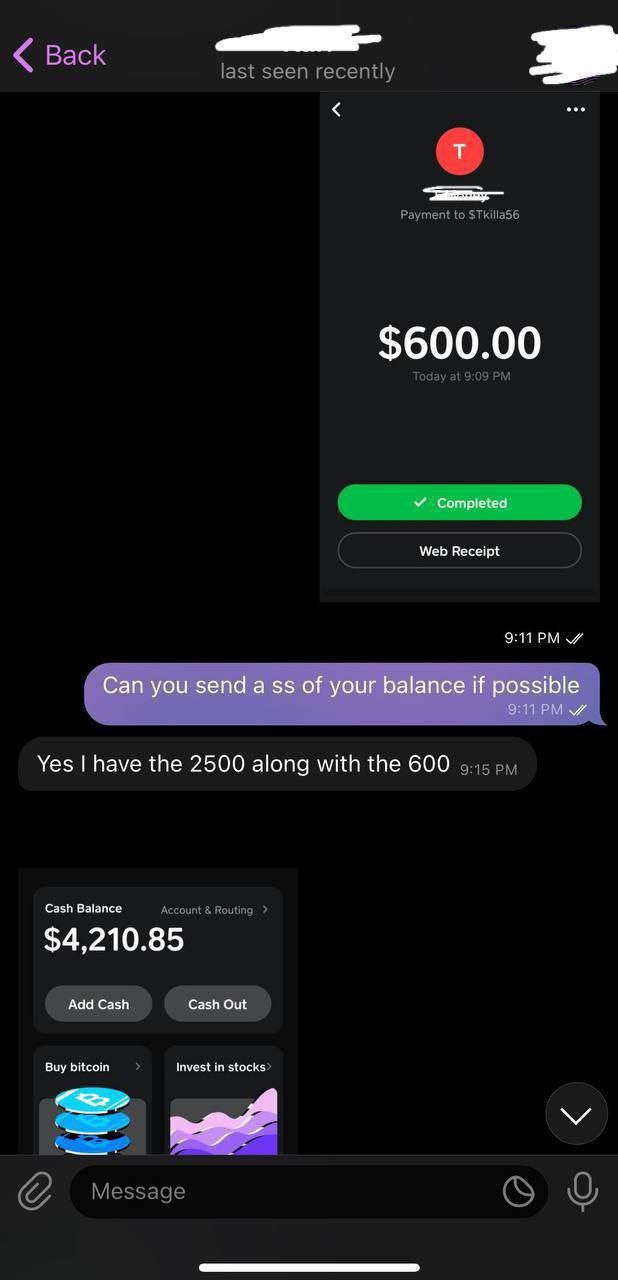 Back
last seen recently
T
Payment to $Tkilla56
$600.00
Today at 9:09 PM
Completed
Web Receipt
9:11 PM
Can you send a ss of your balance if possible
9:11 PM
Yes I have the 2500 along with the 600 9:15 PM
Cash Balance Account & Routing
$4,210.85
Add Cash Cash Out
Buy bitcoin Invest in stocks
Message